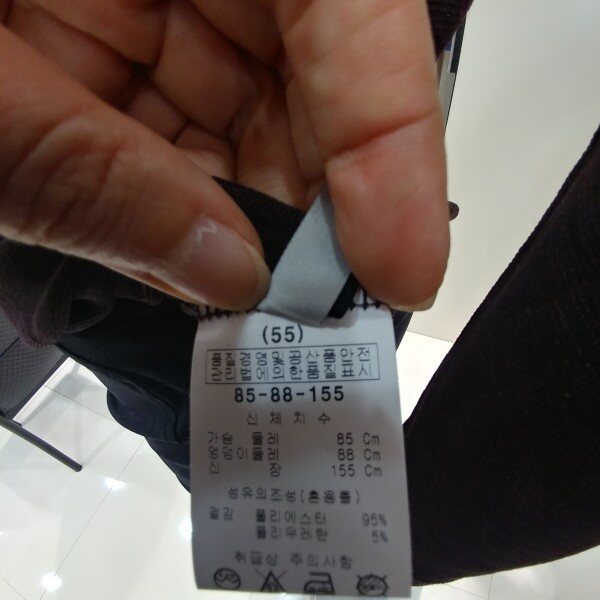 (55)
품질경영및공산품안전
관리법에의한품질표시
85-88-155
신체치수
가슴 둘레 85 Cm
엉덩이둘레 88 Cm
신 장 155 Cm
섬유의조성(혼용률)
겉감 폴리에스터 95%
폴리우레탄 5%
취급상 주의사항